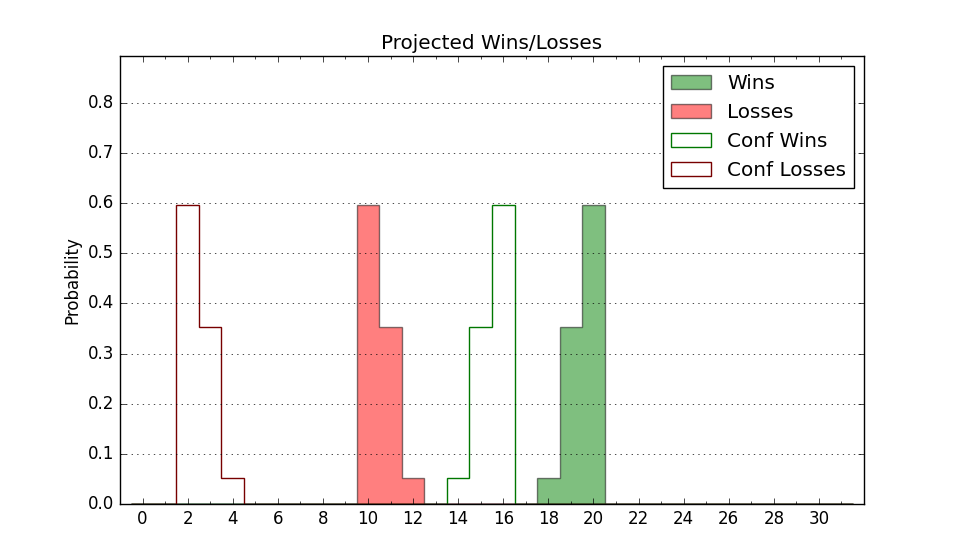 Projected Wins/Losses
Wins
Losses
Conf Wins
Conf Losses
Probability
0.8
0.7
0.6
0.5
0.4
0.3
0.2
0.1
0.0
0 2 4 6 8 10 12 14 16 18 20 22 24 26 28 30